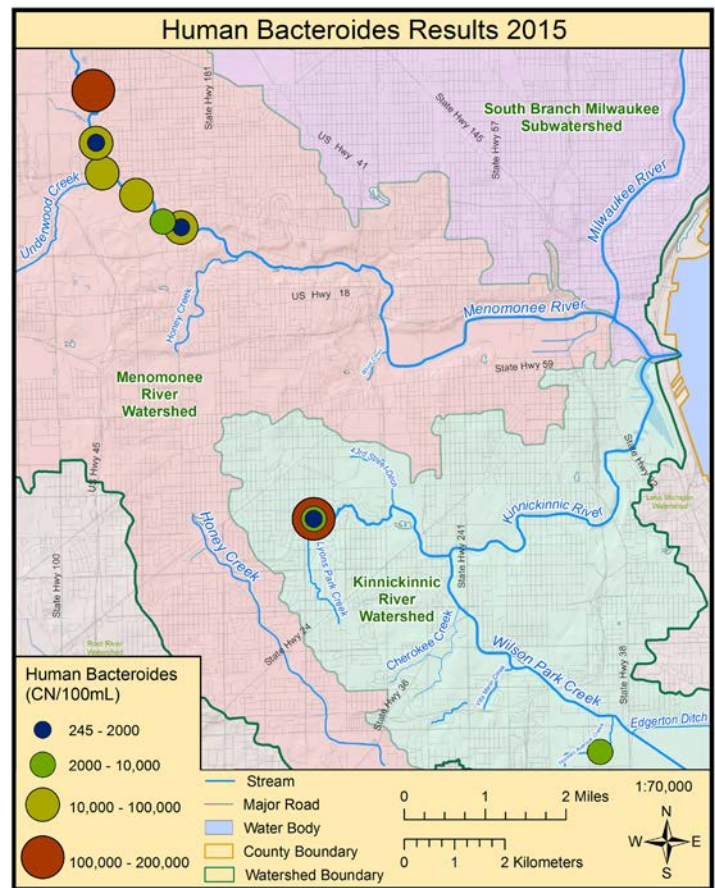 Human Bacteroides Results 2015
State Hwy 181
South Branch Milwaukee
Subwatershed
State Hwy 145
State Hwy 57
US Hwy 41
Milwaukee River
Underwood Creek
Honey Creek
US Hwy 18
Menomonee River
State Hwy 59
Menomonee
River
Watershed
US Hwy 45
43rd Street Ditch
Lake Michigan
Watershed
Kinnickinnic River
State Hwy 100
Honey Creek
Lyons Park Creek
State Hwy 241
Kinnickinnic
River
Watershed
Cherokee Creek
State Hwy 24
Root River
Watershed
Wilson Park Creek
State Hwy 38
State Hwy 36
Edgerton Ditch
Human Bacteroides
(CN/100mL)
245 - 2000
2000 - 10,000
10,000 - 100,000
100,000 - 200,000
Stream
Major Road
Water Body
County Boundary
Watershed Boundary
0 1 2 Miles
0 1 2 Kilometers
1:70,000
N
W E
S